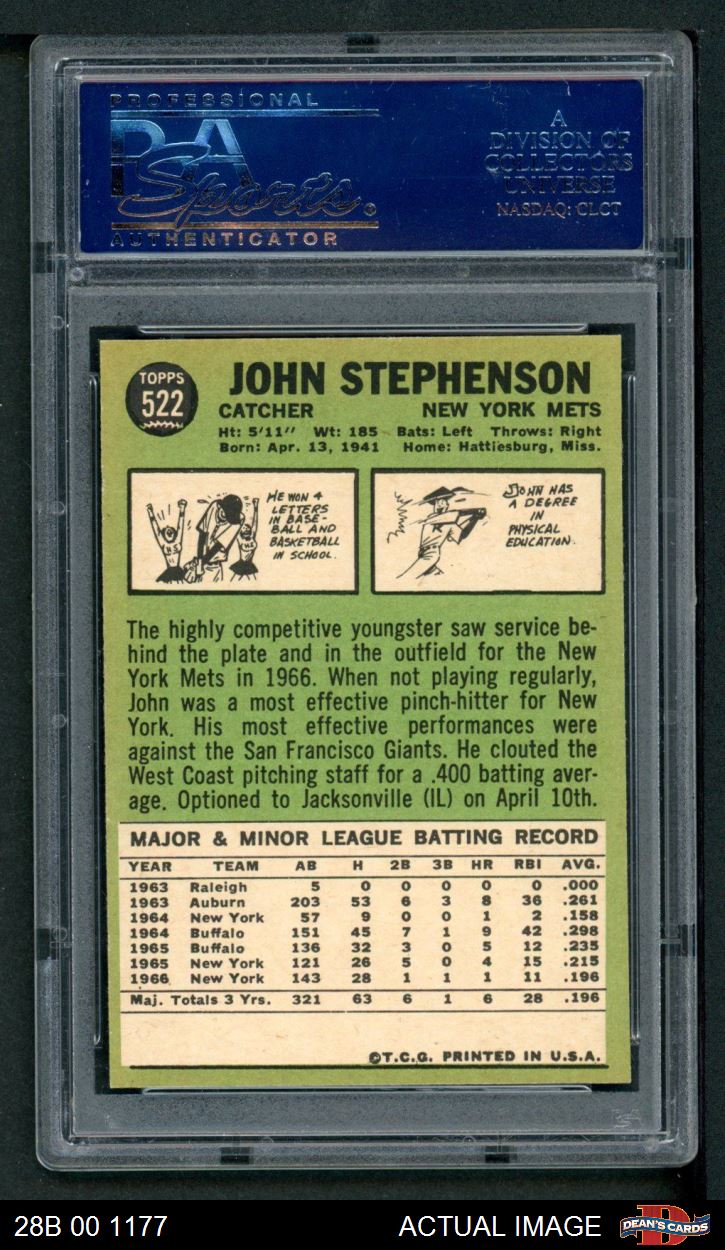 PROFESSIONAL
PSA
Sports
AUTHENTICATOR
A
DIVISION OF
COLLECTORS
UNIVERSE
NASDAQ: CLCT
TOPPS
522
JOHN STEPHENSON
CATCHER NEW YORK METS
Ht: 5'11" Wt: 185 Bats: Left Throws: Right
Born: Apr. 13, 1941 Home: Hattiesburg, Miss.
HE WON 4
LETTERS
IN BASE-
BALL AND
BASKETBALL
IN SCHOOL.
JOHN HAS
A DEGREE
IN
PHYSICAL
EDUCATION.
The highly competitive youngster saw service be-
hind the plate and in the outfield for the New
York Mets in 1966. When not playing regularly,
John was a most effective pinch-hitter for New
York. His most effective performances were
against the San Francisco Giants. He clouted the
West Coast pitching staff for a .400 batting aver-
age. Optioned to Jacksonville (IL) on April 10th.
MAJOR & MINOR LEAGUE BATTING RECORD
YEAR TEAM AB H 2B 3B HR RBI AVG.
1963 Raleigh 5 0 0 0 0 0 .000
1963 Auburn 203 53 6 3 8 36 .261
1964 New York 57 9 0 0 1 2 .158
1964 Buffalo 151 45 7 1 9 42 .298
1965 Buffalo 136 32 3 0 5 12 .235
1965 New York 121 26 5 0 4 15 .215
1966 New York 143 28 1 1 1 11 .196
Maj. Totals 3 Yrs. 321 63 6 1 6 28 .196
©T.C.G. PRINTED IN U.S.A.
28B 00 1177 ACTUAL IMAGE
DEAN'S CARDS